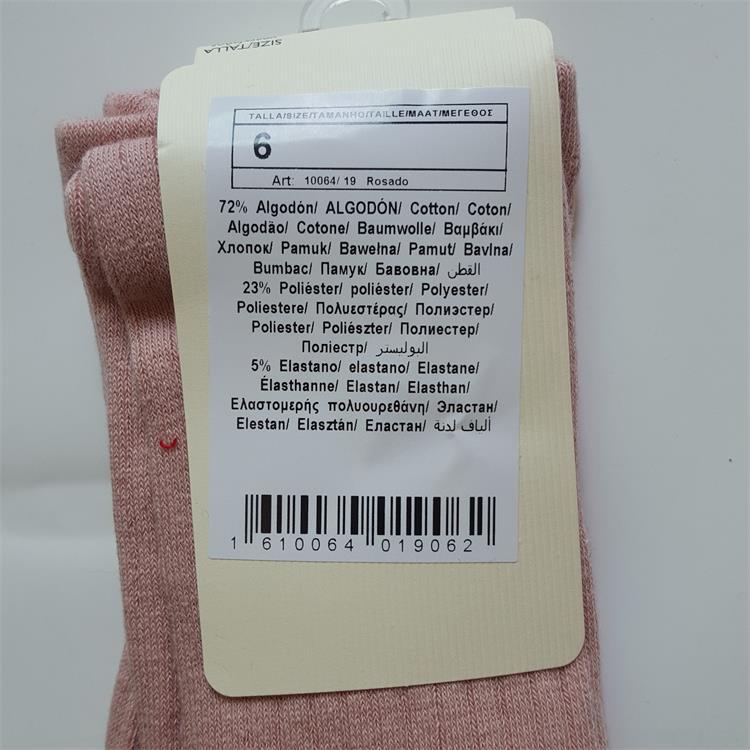 SIZE/TALLA
TALLA/SIZE/TAMANHO/TAILLE/MAAT/ΜΕΓΕΘΟΣ
6
Art: 10064/ 19 Rosado
72% Algodón/ ALGODÓN/ Cotton/ Coton/
Algodão/ Cotone/ Baumwolle/ Βαμβάκι/
Хлопок/ Pamuk/ Bawełna/ Pamut/ Bavlna/
Bumbac/ Памук/ Бавовна/ القطن
23% Poliéster/ poliéster/ Polyester/
Poliestere/ Πολυεστέρας/ Полиэстер/
Poliester/ Poliészter/ Полиестер/
Поліестр/ البوليستر
5% Elastano/ elastano/ Elastane/
Élasthanne/ Elastan/ Elasthan/
Ελαστομερής πολυουρεθάνη/ Эластан/
Elestan/ Elasztán/ Еластан/ ألياف لدنة
1 610064 019062